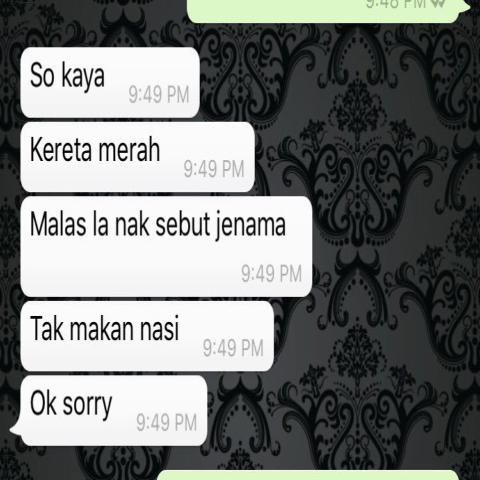 9:48 PM
So kaya
9:49 PM
Kereta merah
9:49 PM
Malas la nak sebut jenama
9:49 PM
Tak makan nasi
9:49 PM
Ok sorry
9:49 PM